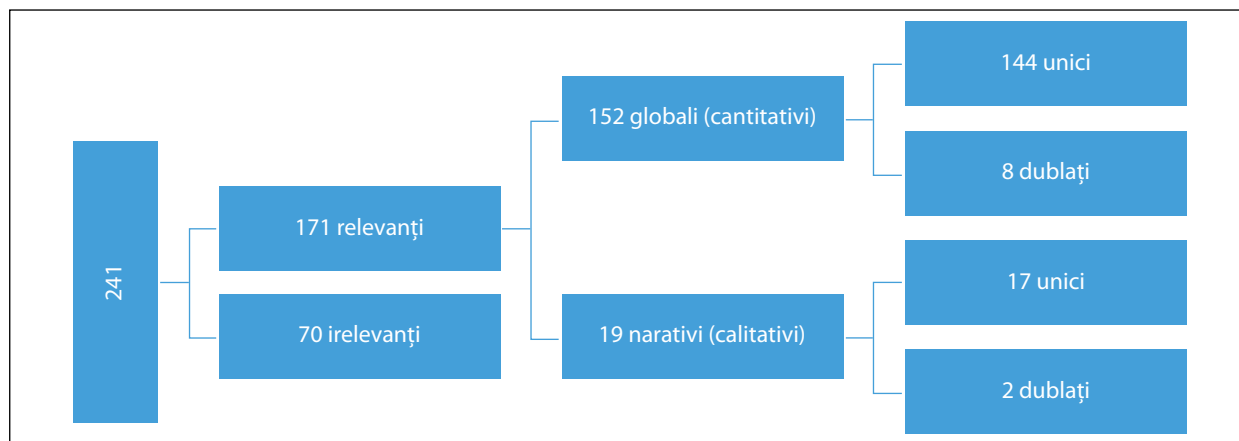 241
171 relevanți
70 irelevanți
152 globali (cantitativi)
19 narativi (calitativi)
144 unici
8 dublați
17 unici
2 dublați